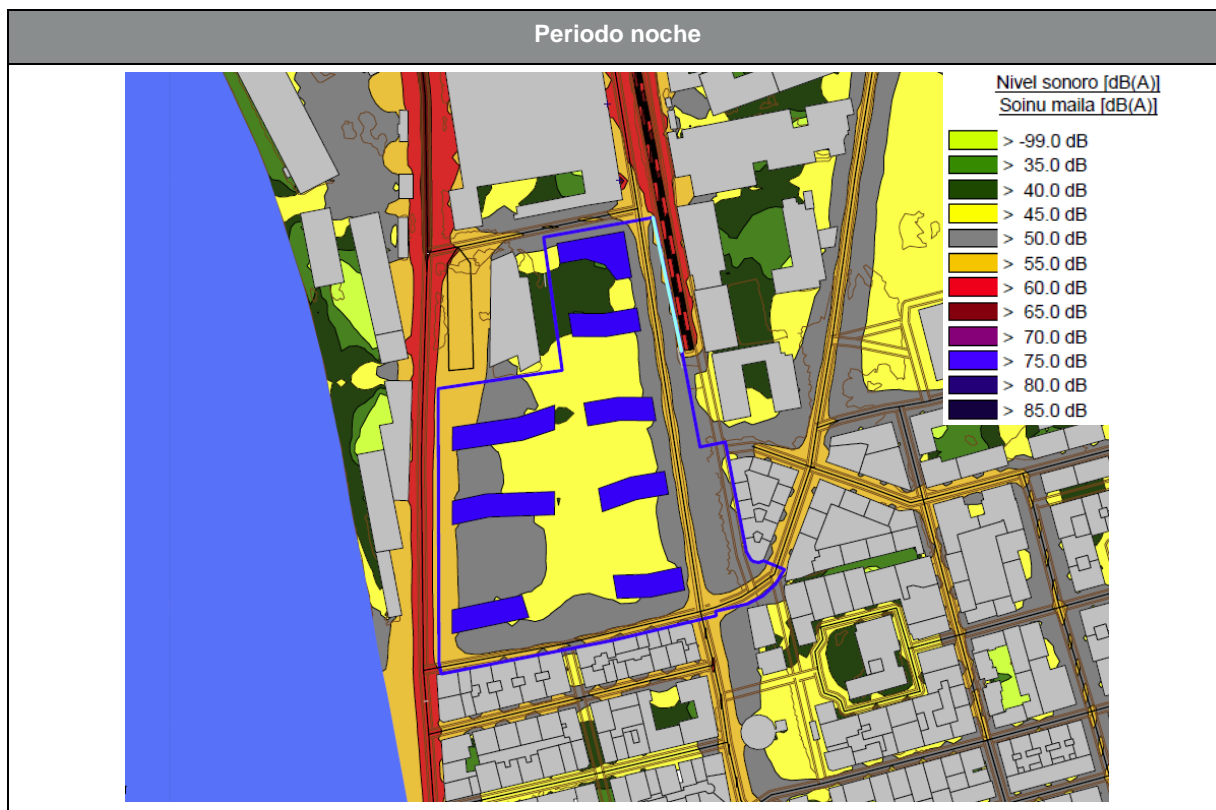 Periodo noche
Nivel sonoro [dB(A)]
Soinu maila [dB(A)]
> -99.0 dB
> 35.0 dB
> 40.0 dB
> 45.0 dB
> 50.0 dB
> 55.0 dB
> 60.0 dB
> 65.0 dB
> 70.0 dB
> 75.0 dB
> 80.0 dB
> 85.0 dB